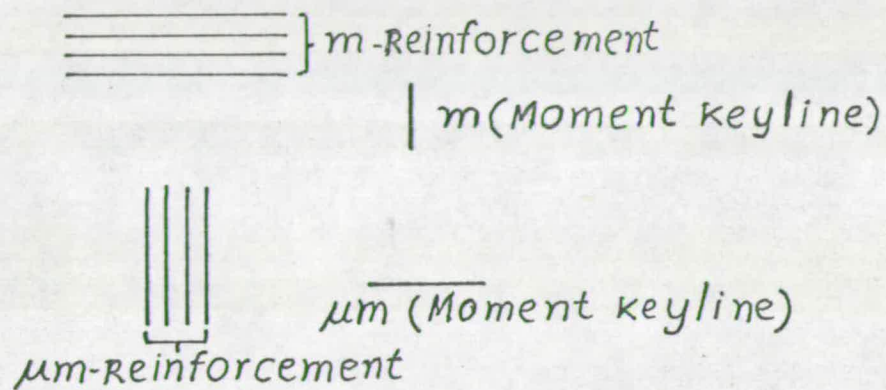 m-Reinforcement
m (Moment keyline)
μm (Moment keyline)
μm-Reinforcement